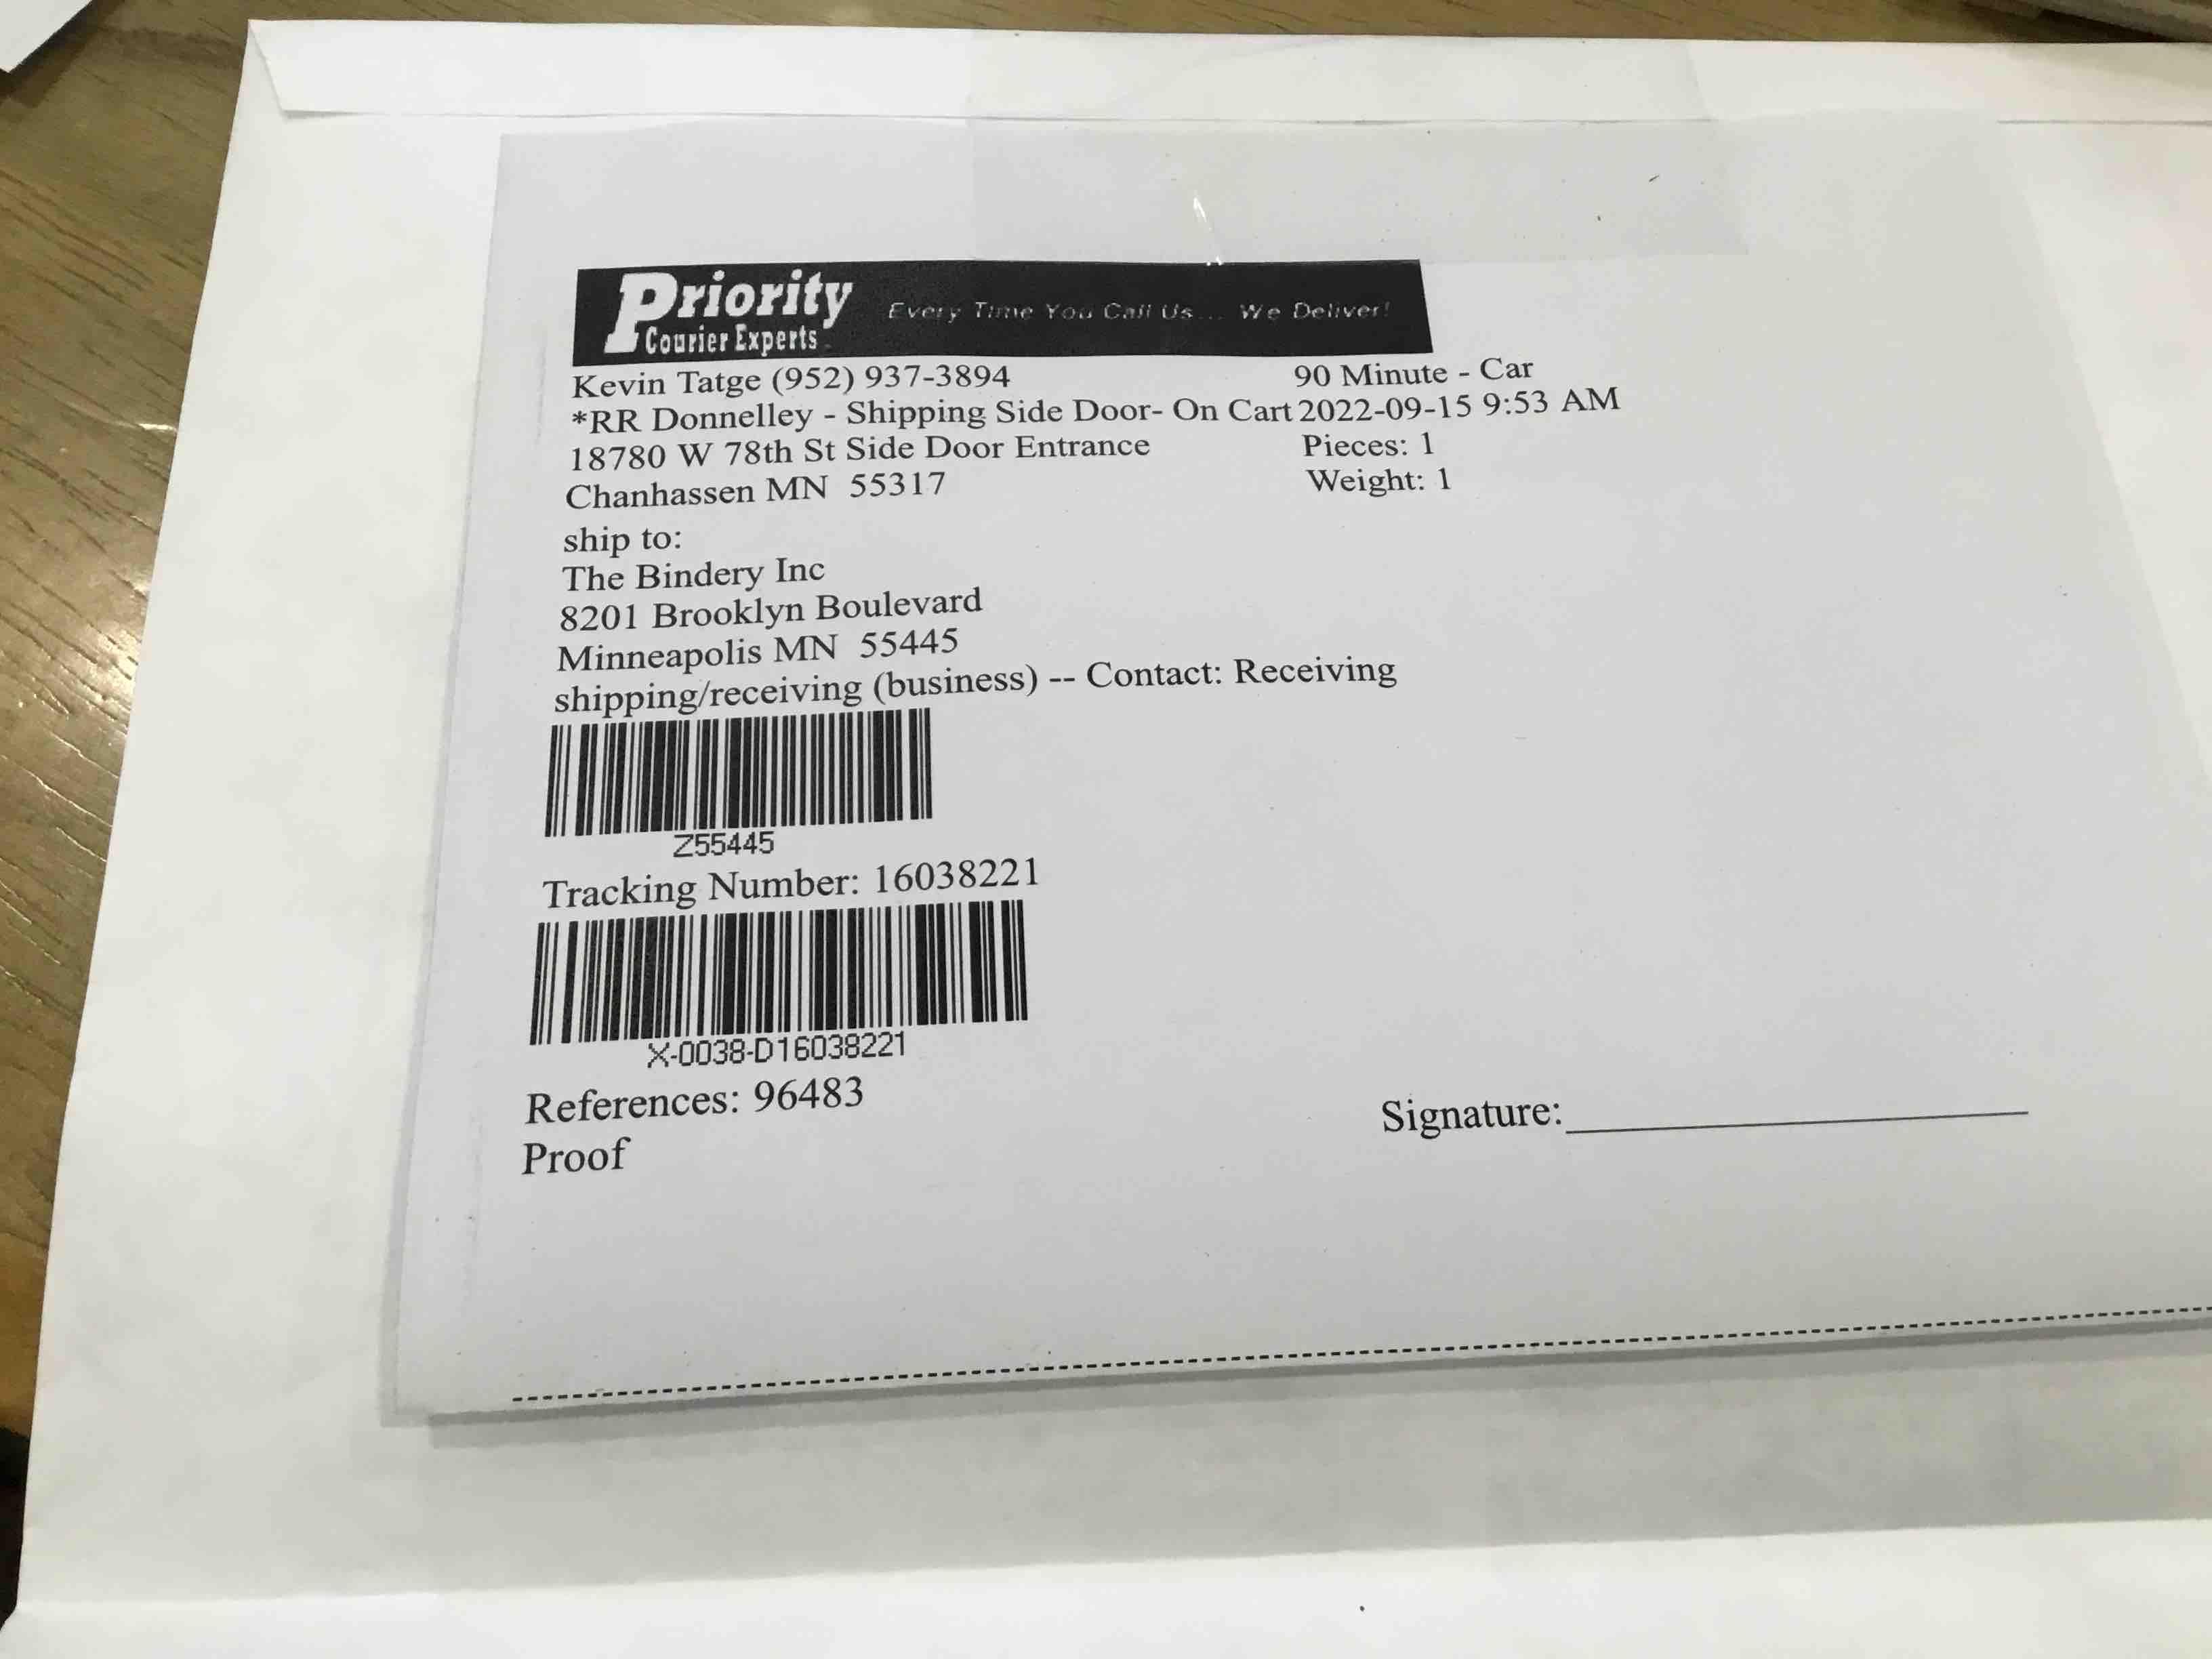 Priority
Courier Experts
Every Time You Call Us... We Deliver!
Kevin Tatge (952) 937-3894
90 Minute - Car
*RR Donnelley - Shipping Side Door- On Cart 2022-09-15 9:53 AM
18780 W 78th St Side Door Entrance
Pieces: 1
Chanhassen MN 55317
Weight: 1
ship to:
The Bindery Inc
8201 Brooklyn Boulevard
Minneapolis MN 55445
shipping/receiving (business) -- Contact: Receiving
Z55445
Tracking Number: 16038221
X-0038-D16038221
References: 96483
Proof
Signature: